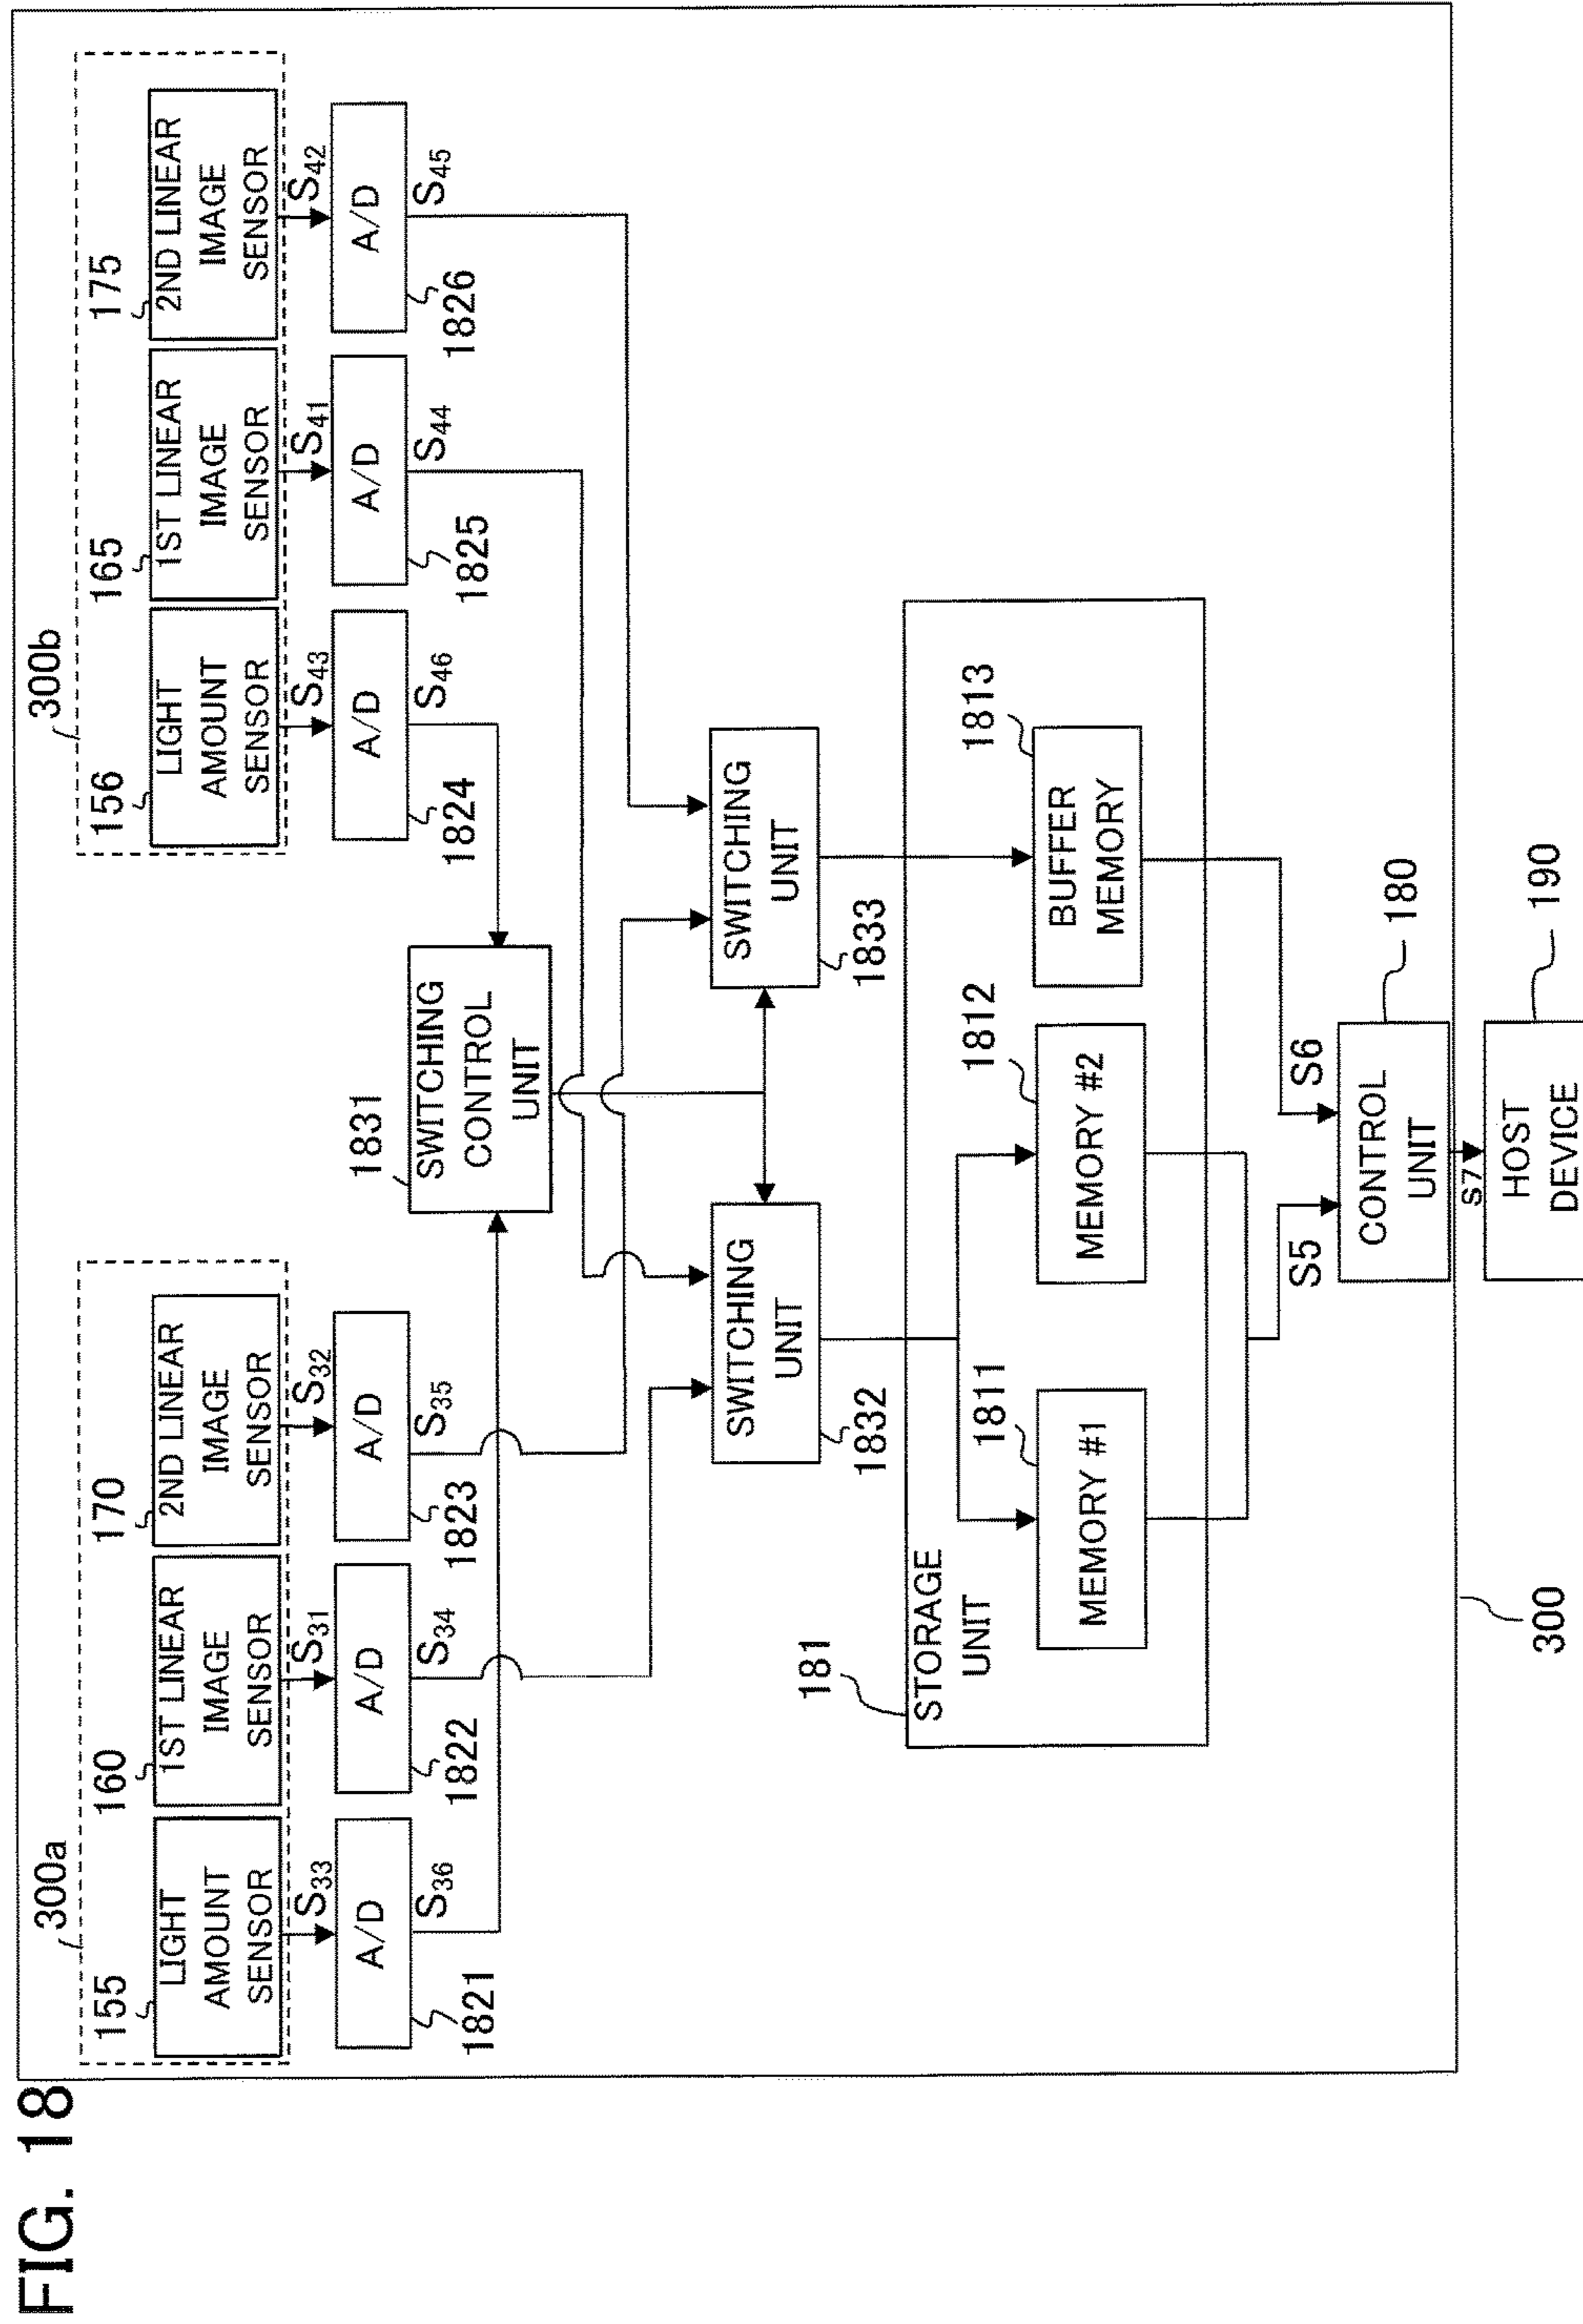 FIG. 18
300a
300b
155
160
170
156
165
175
LIGHT
AMOUNT
SENSOR
1ST LINEAR
IMAGE
SENSOR
2ND LINEAR
IMAGE
SENSOR
LIGHT
AMOUNT
SENSOR
1ST LINEAR
IMAGE
SENSOR
2ND LINEAR
IMAGE
SENSOR
S33
S31
S32
S43
S41
S42
A/D
A/D
A/D
A/D
A/D
A/D
1821
S36
1822
S34
1823
S35
1824
S46
1825
S44
1826
S45
1831
SWITCHING
CONTROL
UNIT
SWITCHING
UNIT
1832
SWITCHING
UNIT
1833
181
STORAGE
UNIT
1811
MEMORY #1
1812
MEMORY #2
1813
BUFFER
MEMORY
S5
S6
CONTROL
UNIT
180
S7
300
HOST
DEVICE
190